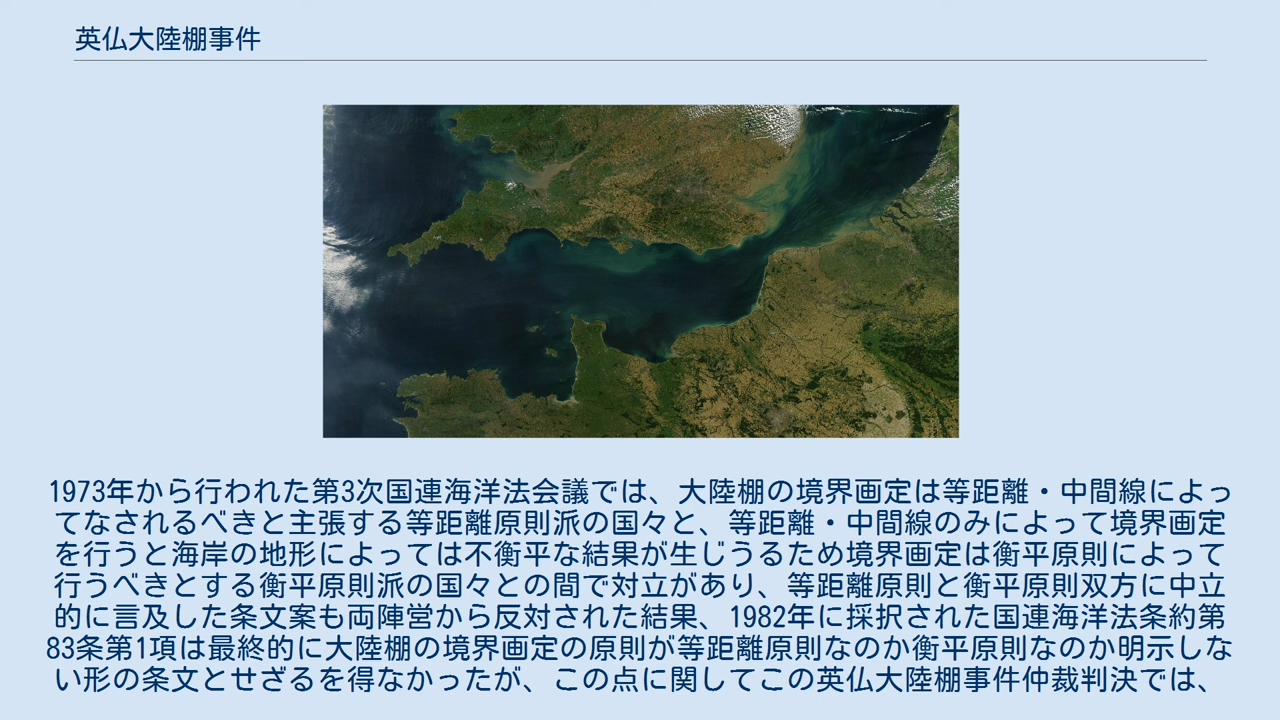 英仏大陸棚事件
1973年から行われた第3次国連海洋法会議では、大陸棚の境界画定は等距離・中間線によっ
てなされるべきと主張する等距離原則派の国々と、等距離・中間線のみによって境界画定
を行うと海岸の地形によっては不衡平な結果が生じうるため境界画定は衡平原則によって
行うべきとする衡平原則派の国々との間で対立があり、等距離原則と衡平原則双方に中立
的に言及した条文案も両陣営から反対された結果、1982年に採択された国連海洋法条約第
83条第1項は最終的に大陸棚の境界画定の原則が等距離原則なのか衡平原則なのか明示しな
い形の条文とせざるを得なかったが、この点に関してこの英仏大陸棚事件仲裁判決では、